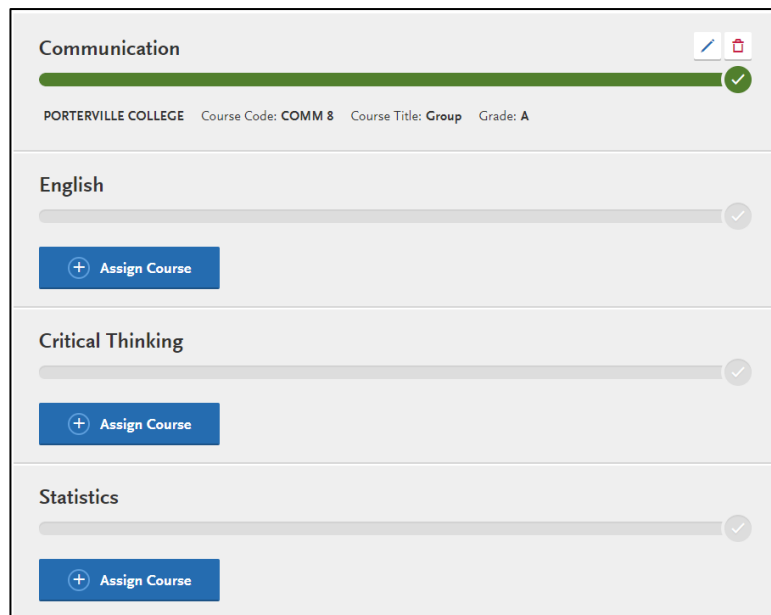 Communication
PORTERVILLE COLLEGE Course Code: COMM 8 Course Title: Group Grade: A
English
Assign Course
Critical Thinking
Assign Course
Statistics
Assign Course